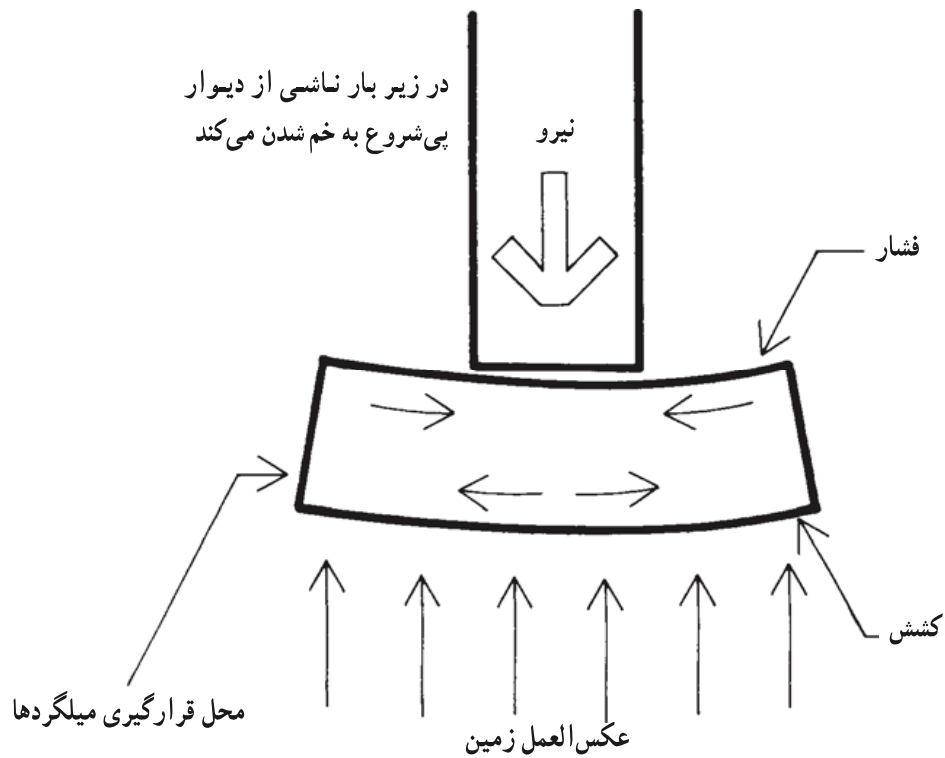 در زیر بار ناشی از دیوار
پی‌شروع به خم شدن می‌کند
نیرو
فشار
کشش
محل قرارگیری میلگردها
عکس‌العمل زمین